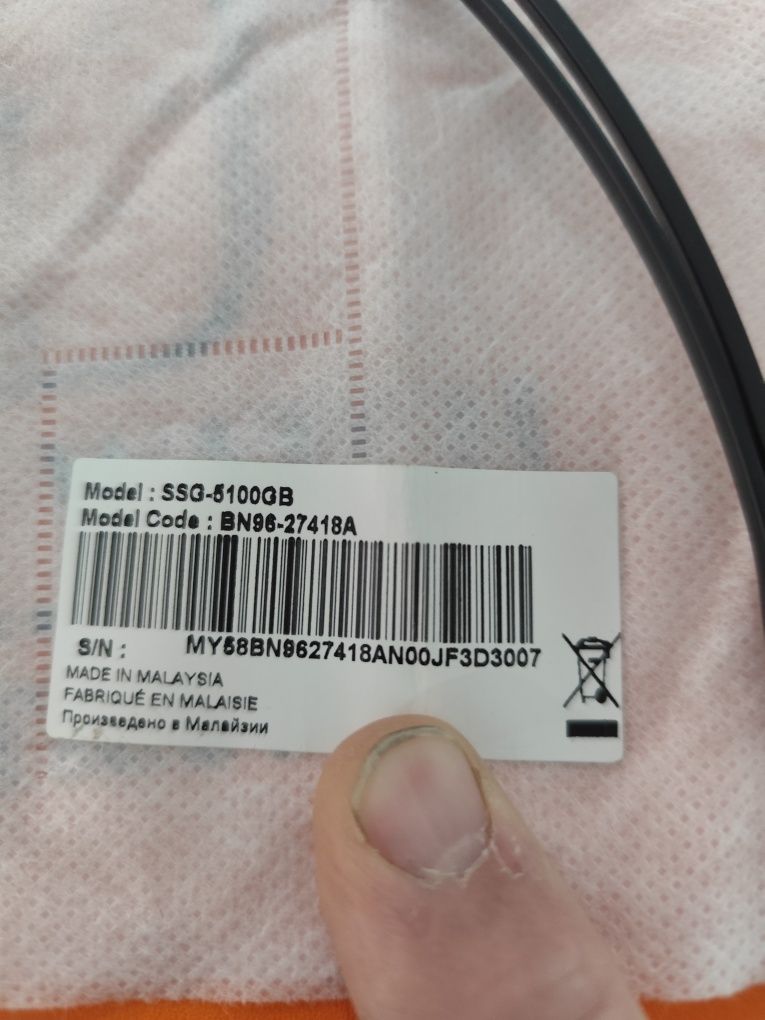 Model : SSG-5100GB
Model Code : BN96-27418A
S/N : MY58BN9627418AN00JF3D3007
MADE IN MALAYSIA
FABRIQUÉ EN MALAISIE
Произведено в Малайзии